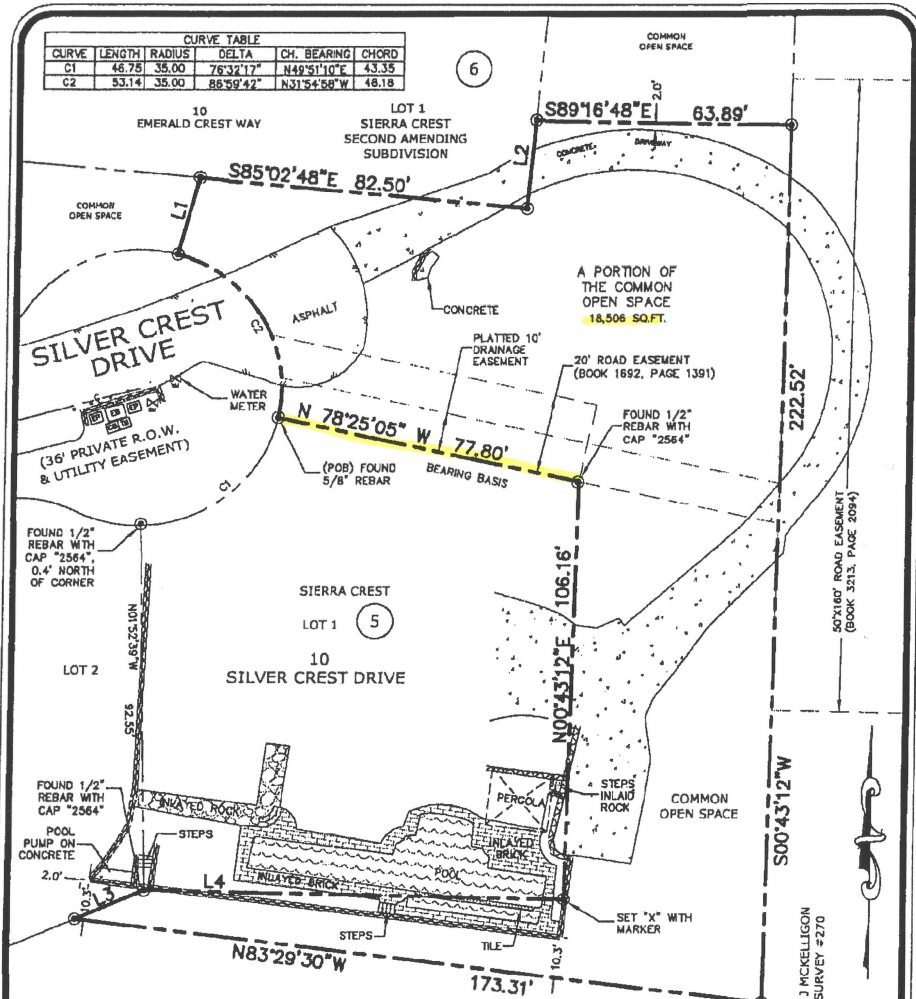 CURVE TABLE
CURVE LENGTH RADIUS DELTA CH. BEARING CHORD
C1 46.75 35.00 76°32'17" N49°51'10"E 43.35
C2 53.14 35.00 86°59'42" N31°54'58"W 48.18
6
COMMON
OPEN SPACE
10
EMERALD CREST WAY
LOT 1
SIERRA CREST
SECOND AMENDING
SUBDIVISION
S89°16'48"E 63.89'
2.0'
L2
CONCRETE DRIVEWAY
S85°02'48"E 82.50'
COMMON
OPEN SPACE
L1
A PORTION OF
THE COMMON
OPEN SPACE
18,506 SQ.FT.
CONCRETE
ASPHALT
C2
SILVER CREST
DRIVE
PLATTED 10'
DRAINAGE
EASEMENT
20' ROAD EASEMENT
(BOOK 1692, PAGE 1391)
222.52'
WATER
METER
FOUND 1/2"
REBAR WITH
CAP "2564"
N 78°25'05" W 77.80'
BEARING BASIS
(36' PRIVATE R.O.W.
& UTILITY EASEMENT)
(POB) FOUND
5/8" REBAR
C1
FOUND 1/2"
REBAR WITH
CAP "2564",
0.4' NORTH
OF CORNER
50'X160' ROAD EASEMENT
(BOOK 3213, PAGE 2094)
SIERRA CREST
LOT 1 5
10
SILVER CREST DRIVE
N00°43'12"E 106.16'
N01°52'39"W
92.55'
LOT 2
FOUND 1/2"
REBAR WITH
CAP "2564"
INLAYED ROCK
PERGOLA
STEPS
INLAID
ROCK
COMMON
OPEN SPACE
S00°43'12"W
POOL
PUMP ON
CONCRETE
STEPS
INLAYED
BRICK
POOL
2.0'
L4
INLAYED BRICK
L3
10.3'
SET "X" WITH
MARKER
STEPS
TILE
10.3'
N83°29'30"W
173.31'
MCKELLIGON
SURVEY #270